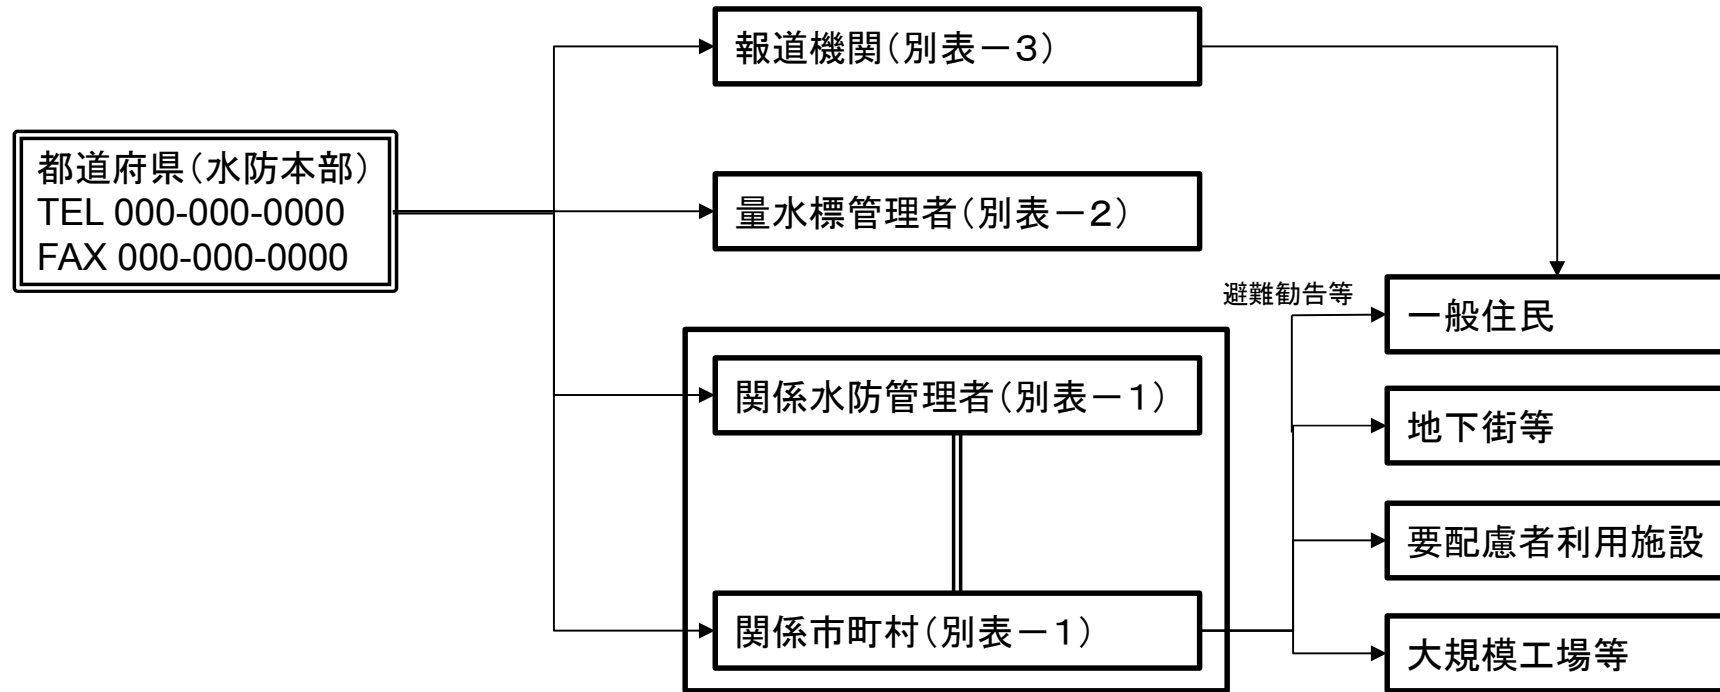 報道機関(別表－3)
都道府県(水防本部)
TEL 000-000-0000
FAX 000-000-0000
量水標管理者(別表－2)
避難勧告等
一般住民
関係水防管理者(別表－1)
地下街等
要配慮者利用施設
関係市町村(別表－1)
大規模工場等